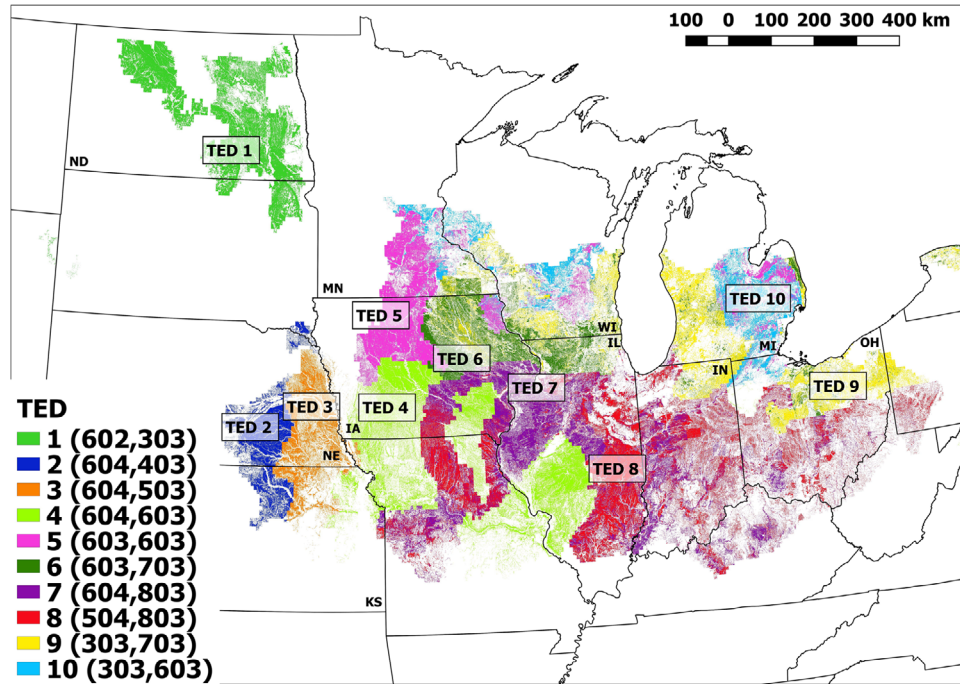 100 0 100 200 300 400 km
TED 1
ND
MN
TED 5
TED 10
WI
MI
OH
TED 6
IL
IN
TED 7
TED 9
TED 3
TED 4
TED 2
IA
NE
TED 8
KS
TED
1 (602,303)
2 (604,403)
3 (604,503)
4 (604,603)
5 (603,603)
6 (603,703)
7 (604,803)
8 (504,803)
9 (303,703)
10 (303,603)